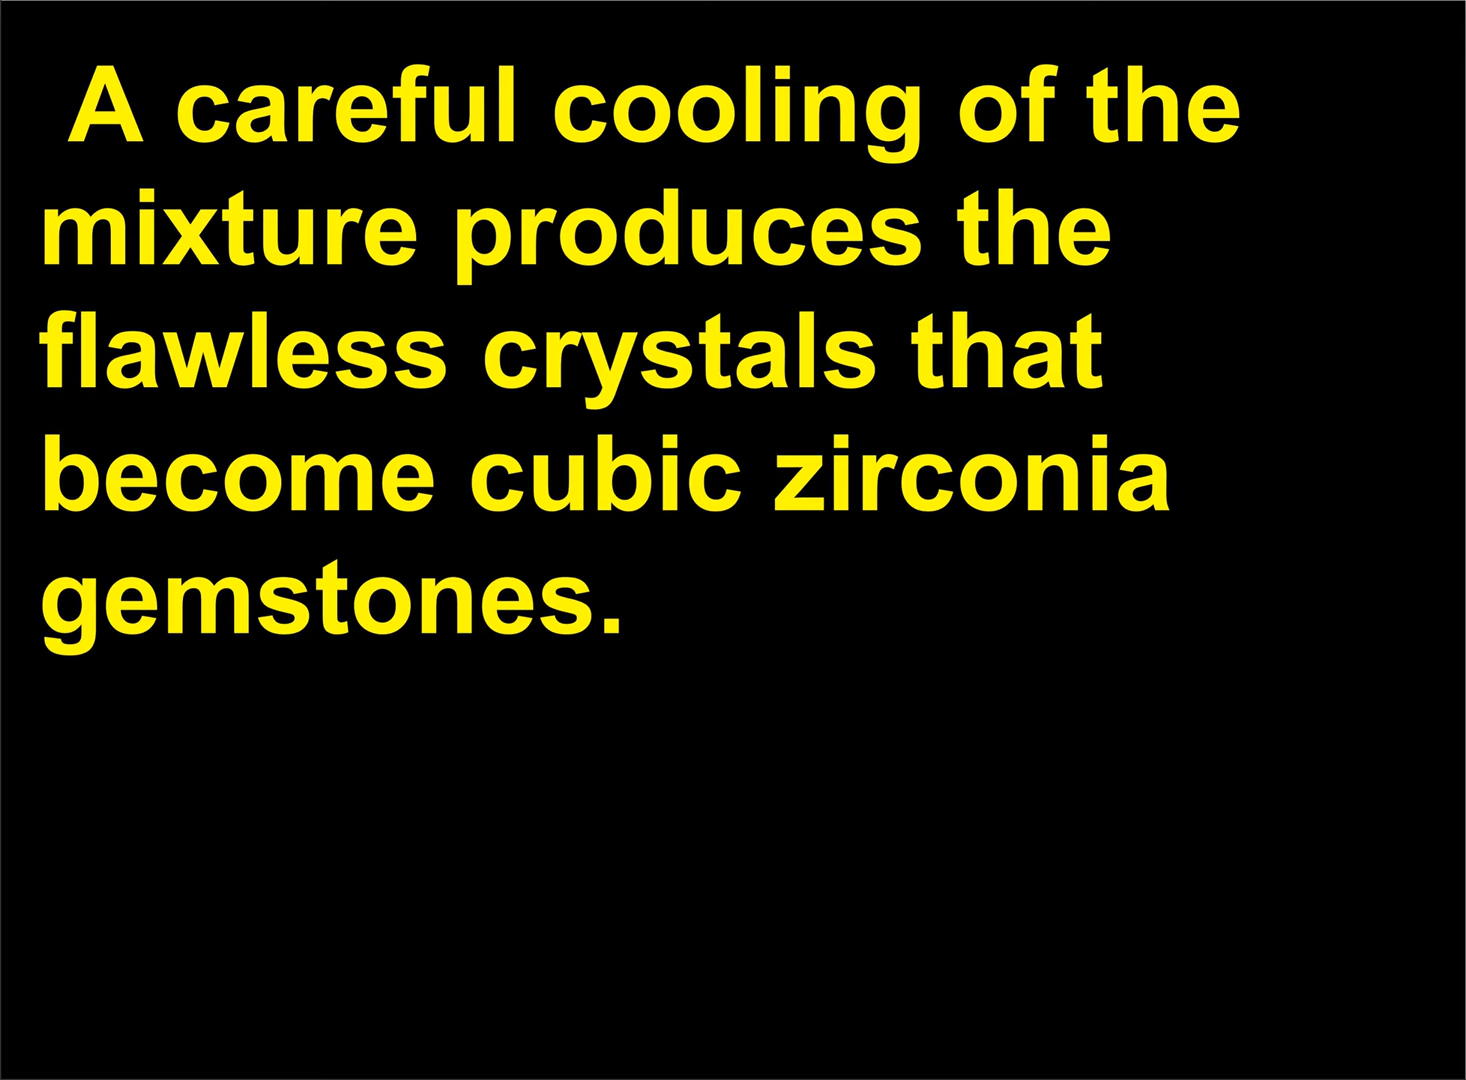 A careful cooling of the
mixture produces the
flawless crystals that
become cubic zirconia
gemstones.